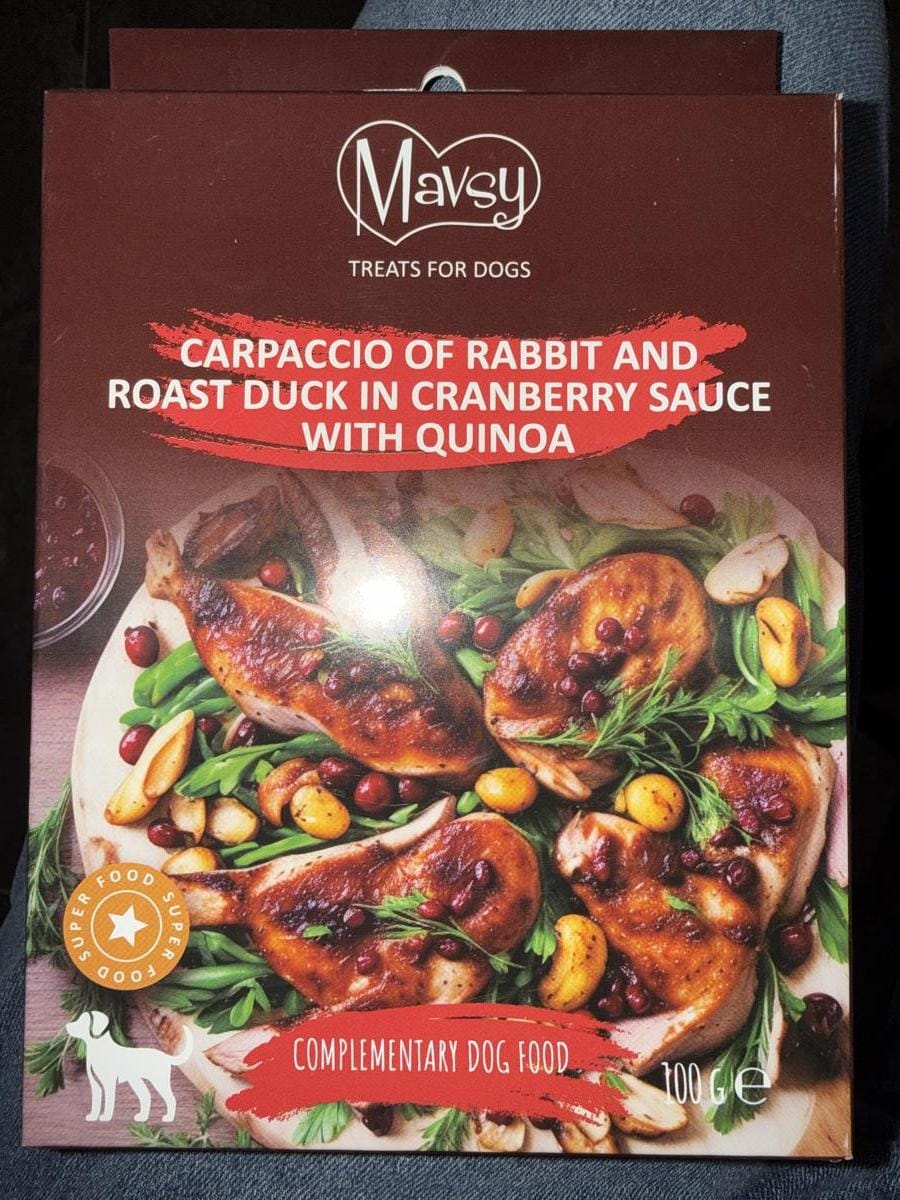 Mavsy
TREATS FOR DOGS
CARPACCIO OF RABBIT AND
ROAST DUCK IN CRANBERRY SAUCE
WITH QUINOA
SUPER FOOD SUPER FOOD
COMPLEMENTARY DOG FOOD
100 G e